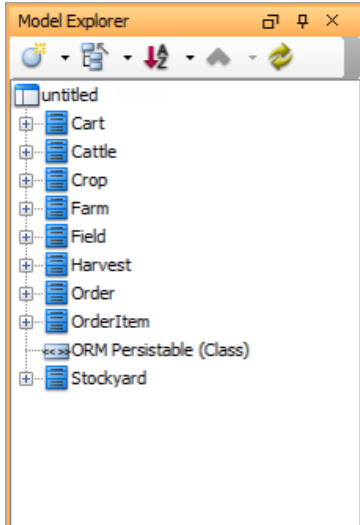 Model Explorer
untitled
Cart
Cattle
Crop
Farm
Field
Harvest
Order
OrderItem
<< >>ORM Persistable (Class)
Stockyard